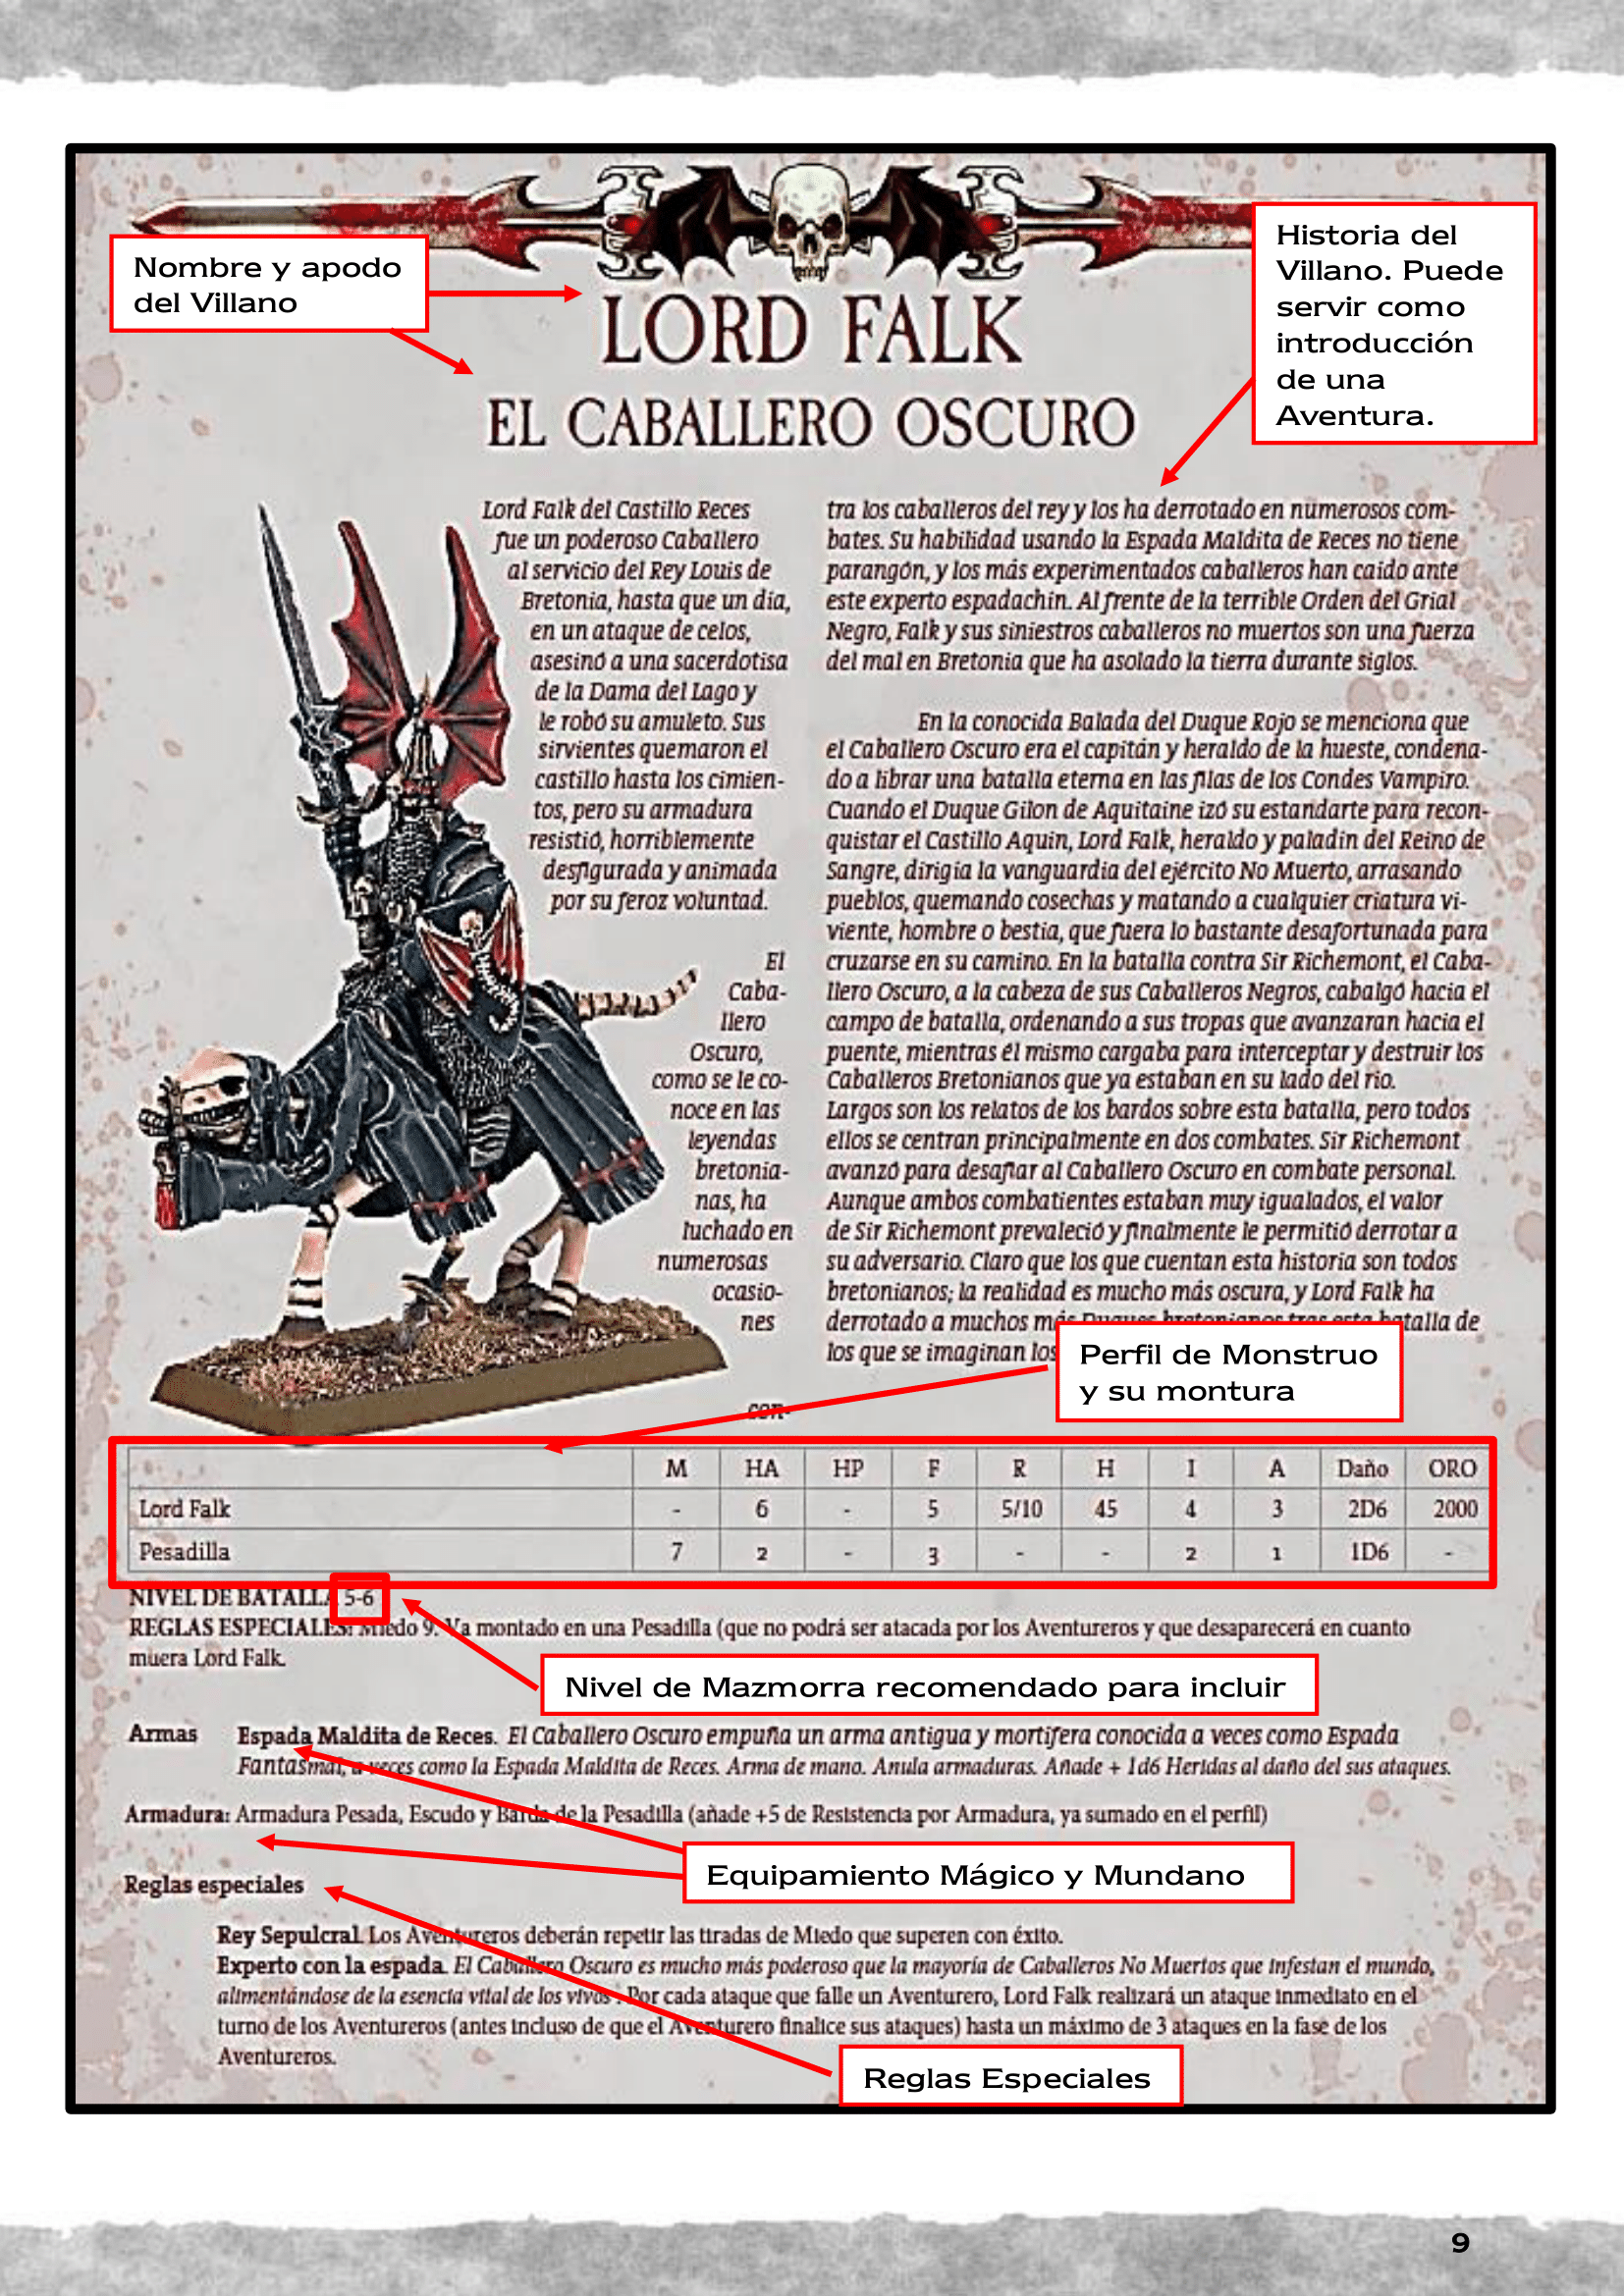 Nombre y apodo
del Villano
Historia del
Villano. Puede
servir como
introducción
de una
Aventura.
LORD FALK
EL CABALLERO OSCURO
Lord Falk del Castillo Reces
fue un poderoso Caballero
al servicio del Rey Louis de
Bretonia, hasta que un día,
en un ataque de celos,
asesinó a una sacerdotisa
de la Dama del Lago y
le robó su amuleto. Sus
sirvientes quemaron el
castillo hasta los cimien-
tos, pero su armadura
resistió, horriblemente
desfigurada y animada
por su feroz voluntad.
El
Caba-
llero
Oscuro,
como se le co-
noce en las
leyendas
bretonia-
nas, ha
luchado en
numerosas
ocasio-
nes
con-
tra los caballeros del rey y los ha derrotado en numerosos com-
bates. Su habilidad usando la Espada Maldita de Reces no tiene
parangón, y los más experimentados caballeros han caído ante
este experto espadachín. Al frente de la terrible Orden del Grial
Negro, Falk y sus siniestros caballeros no muertos son una fuerza
del mal en Bretonia que ha asolado la tierra durante siglos.
En la conocida Balada del Duque Rojo se menciona que
el Caballero Oscuro era el capitán y heraldo de la hueste, condena-
do a librar una batalla eterna en las filas de los Condes Vampiro.
Cuando el Duque Gilon de Aquitaine izó su estandarte para recon-
quistar el Castillo Aquin, Lord Falk, heraldo y paladín del Reino de
Sangre, dirigía la vanguardia del ejército No Muerto, arrasando
pueblos, quemando cosechas y matando a cualquier criatura vi-
viente, hombre o bestia, que fuera lo bastante desafortunada para
cruzarse en su camino. En la batalla contra Sir Richemont, el Caba-
llero Oscuro, a la cabeza de sus Caballeros Negros, cabalgó hacia el
campo de batalla, ordenando a sus tropas que avanzaran hacia el
puente, mientras él mismo cargaba para interceptar y destruir los
Caballeros Bretonianos que ya estaban en su lado del río.
Largos son los relatos de los bardos sobre esta batalla, pero todos
ellos se centran principalmente en dos combates. Sir Richemont
avanzó para desafiar al Caballero Oscuro en combate personal.
Aunque ambos combatientes estaban muy igualados, el valor
de Sir Richemont prevaleció y finalmente le permitió derrotar a
su adversario. Claro que los que cuentan esta historia son todos
bretonianos; la realidad es mucho más oscura, y Lord Falk ha
derrotado a muchos más Duques bretonianos tras esta batalla de
los que se imaginan los
Perfil de Monstruo
y su montura
M HA HP F R H I A Daño ORO
Lord Falk - 6 - 5 5/10 45 4 3 2D6 2000
Pesadilla 7 2 - 3 - - 2 1 1D6 -
NIVEL DE BATALLA 5-6
REGLAS ESPECIALES: Miedo 9. Va montado en una Pesadilla (que no podrá ser atacada por los Aventureros y que desaparecerá en cuanto
muera Lord Falk.
Nivel de Mazmorra recomendado para incluir
Armas Espada Maldita de Reces. El Caballero Oscuro empuña un arma antigua y mortífera conocida a veces como Espada
Fantasmal, a veces como la Espada Maldita de Reces. Arma de mano. Anula armaduras. Añade + 1d6 Heridas al daño del sus ataques.
Armadura: Armadura Pesada, Escudo y Barda de la Pesadilla (añade +5 de Resistencia por Armadura, ya sumado en el perfil)
Equipamiento Mágico y Mundano
Reglas especiales
Rey Sepulcral. Los Aventureros deberán repetir las tiradas de Miedo que superen con éxito.
Experto con la espada. El Caballero Oscuro es mucho más poderoso que la mayoría de Caballeros No Muertos que infestan el mundo,
alimentándose de la esencia vital de los vivos . Por cada ataque que falle un Aventurero, Lord Falk realizará un ataque inmediato en el
turno de los Aventureros (antes incluso de que el Aventurero finalice sus ataques) hasta un máximo de 3 ataques en la fase de los
Aventureros.
Reglas Especiales
9